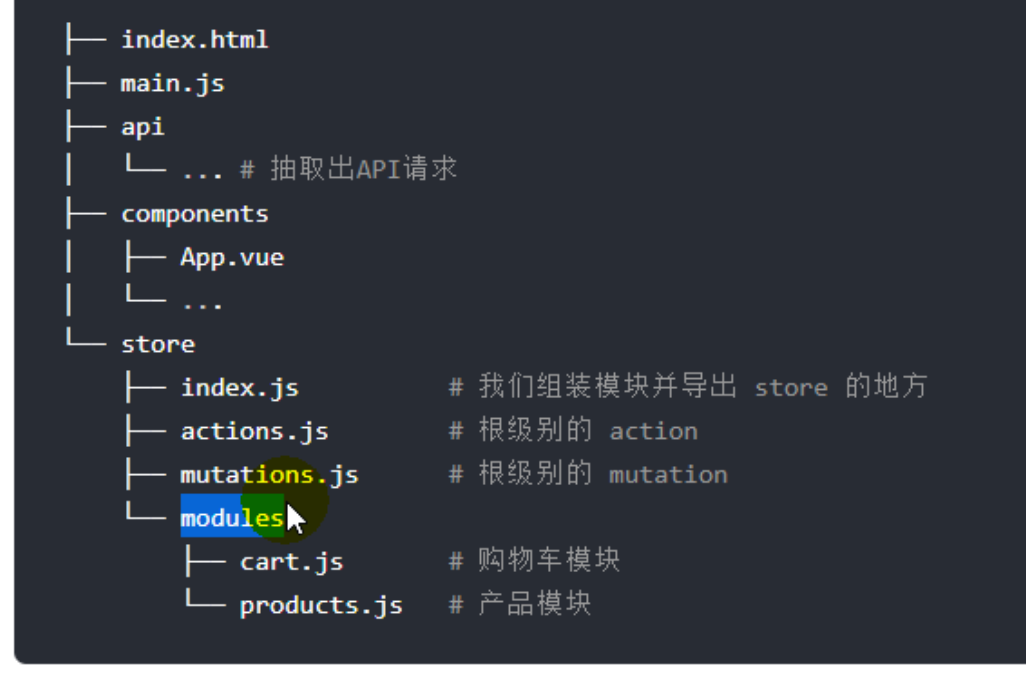 ├── index.html
├── main.js
├── api
│   └── ... # 抽取出API请求
├── components
│   ├── App.vue
│   └── ...
└── store
    ├── index.js          # 我们组装模块并导出 store 的地方
    ├── actions.js        # 根级别的 action
    ├── mutations.js      # 根级别的 mutation
    └── modules
        ├── cart.js       # 购物车模块
        └── products.js   # 产品模块